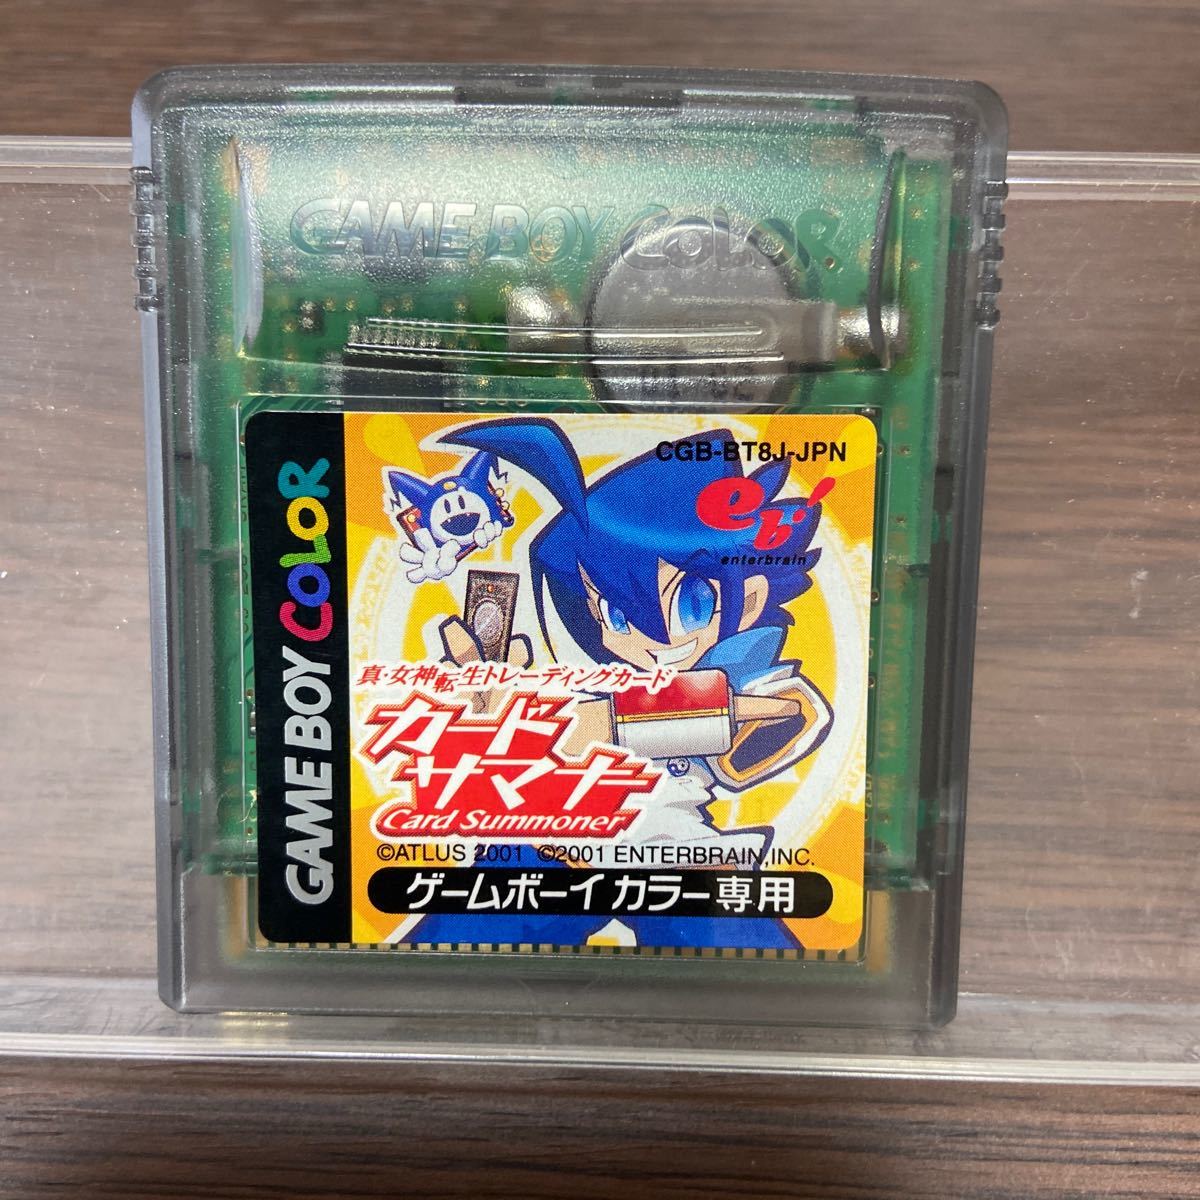 GAME BOY COLOR
GAME BOY COLOR
CGB-BT8J-JPN
eb!
enterbrain
真・女神転生トレーディングカード
カード
サマナー
Card Summoner
©ATLUS 2001 ©2001 ENTERBRAIN,INC.
ゲームボーイカラー専用